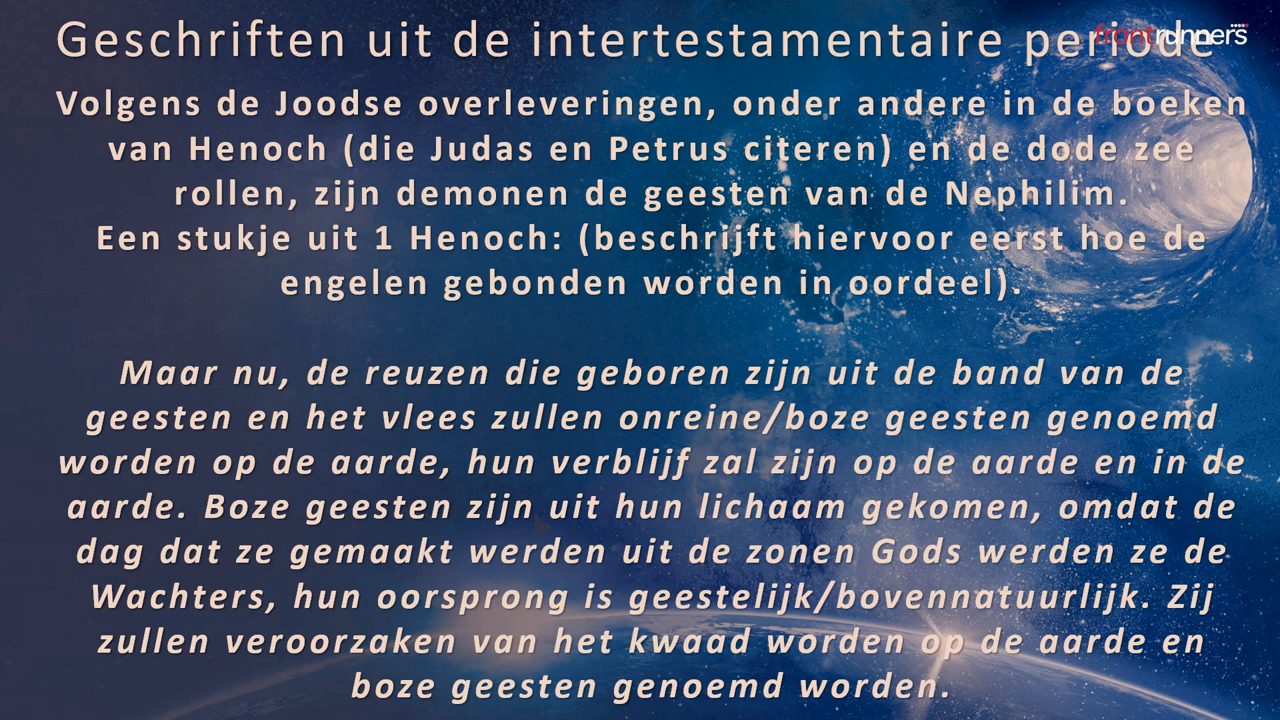 Geschriften uit de intertestamentaire periode
frontrunners
Volgens de Joodse overleveringen, onder andere in de boeken
van Henoch (die Judas en Petrus citeren) en de dode zee
rollen, zijn demonen de geesten van de Nephilim.
Een stukje uit 1 Henoch: (beschrijft hiervoor eerst hoe de
engelen gebonden worden in oordeel).
Maar nu, de reuzen die geboren zijn uit de band van de
geesten en het vlees zullen onreine/boze geesten genoemd
worden op de aarde, hun verblijf zal zijn op de aarde en in de
aarde. Boze geesten zijn uit hun lichaam gekomen, omdat de
dag dat ze gemaakt werden uit de zonen Gods werden ze de
Wachters, hun oorsprong is geestelijk/bovennatuurlijk. Zij
zullen veroorzaken van het kwaad worden op de aarde en
boze geesten genoemd worden.